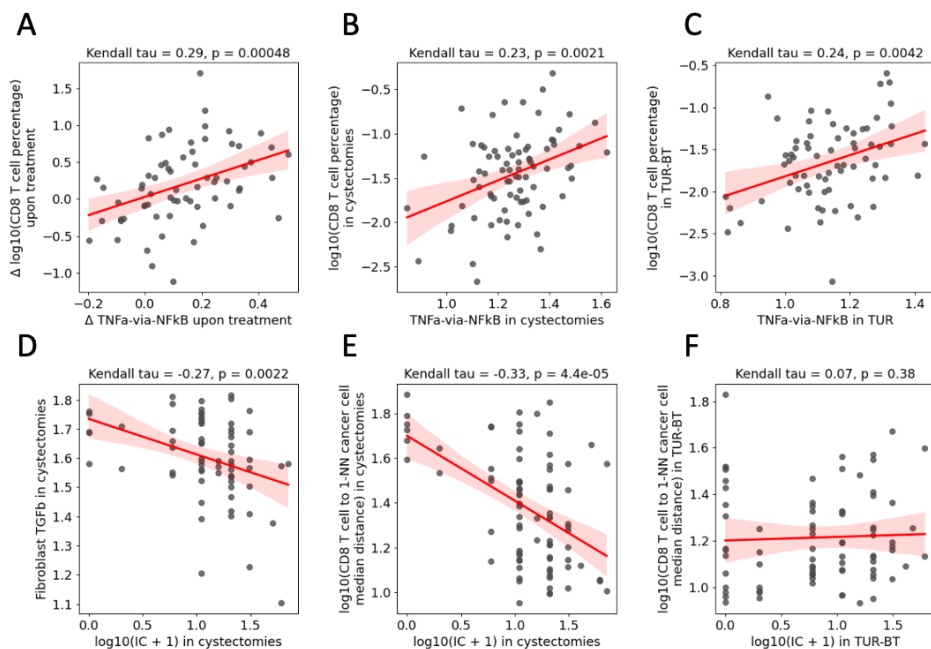 A
Kendall tau = 0.29, p = 0.00048
Δ log10(CD8 T cell percentage)
upon treatment
1.5
1.0
0.5
0.0
−0.5
−1.0
−0.2
0.0
0.2
0.4
Δ TNFa-via-NFkB upon treatment
B
Kendall tau = 0.23, p = 0.0021
log10(CD8 T cell percentage)
in cystectomies
−0.5
−1.0
−1.5
−2.0
−2.5
1.0
1.2
1.4
1.6
TNFa-via-NFkB in cystectomies
C
Kendall tau = 0.24, p = 0.0042
log10(CD8 T cell percentage
in TUR-BT
−0.5
−1.0
−1.5
−2.0
−2.5
−3.0
0.8
1.0
1.2
1.4
TNFa-via-NFkB in TUR
D
Kendall tau = -0.27, p = 0.0022
Fibroblast TGFb in cystectomies
1.8
1.7
1.6
1.5
1.4
1.3
1.2
1.1
0.0
0.5
1.0
1.5
log10(IC + 1) in cystectomies
E
Kendall tau = -0.33, p = 4.4e-05
log10(CD8 T cell to 1-NN cancer cell
median distance) in cystectomies
1.8
1.6
1.4
1.2
1.0
0.0
0.5
1.0
1.5
log10(IC + 1) in cystectomies
F
Kendall tau = 0.07, p = 0.38
log10(CD8 T cell to 1-NN cancer cell
median distance) in TUR-BT
1.8
1.6
1.4
1.2
1.0
0.0
0.5
1.0
1.5
log10(IC + 1) in TUR-BT